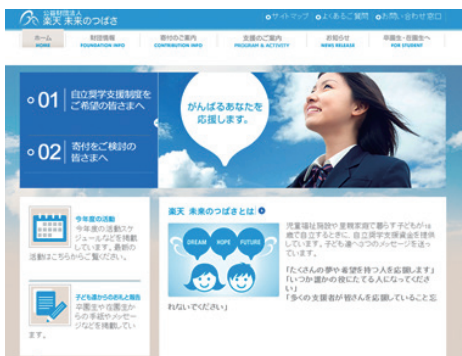 公益財団法人
楽天 未来のつばさ
サイトマップ よくあるご質問 お問い合わせ窓口
ホーム 財団情報 寄付のご案内 支援のご案内 お知らせ 卒園生・在園生へ
HOME FOUNDATION INFO CONTRIBUTION INFO PROGRAM & ACTIVITY NEWS RELEASE FOR STUDENT
01 自立奨学支援制度を
ご希望の皆さまへ
がんばるあなたを
応援します。
02 寄付をご検討の
皆さまへ
今年度の活動
今年度の活動スケ
ジュールなどを掲載
しています。最新の
活動はこちらからご覧ください。
子ども達からのお礼と報告
卒園生や在園生か
らの手紙やメッセー
ジなどを掲載してい
ます。
楽天 未来のつばさとは
DREAM HOPE FUTURE
児童福祉施設や里親家庭で暮らす子どもが18
歳で自立するときに、自立奨学支援資金を提供
しています。子ども達へ3つのメッセージを送っ
ています。
「たくさんの夢や希望を持つ人を応援します」
「いつか誰かの役にたてる人になってくださ
い」
「多くの支援者が皆さんを応援していること忘
れないでください」